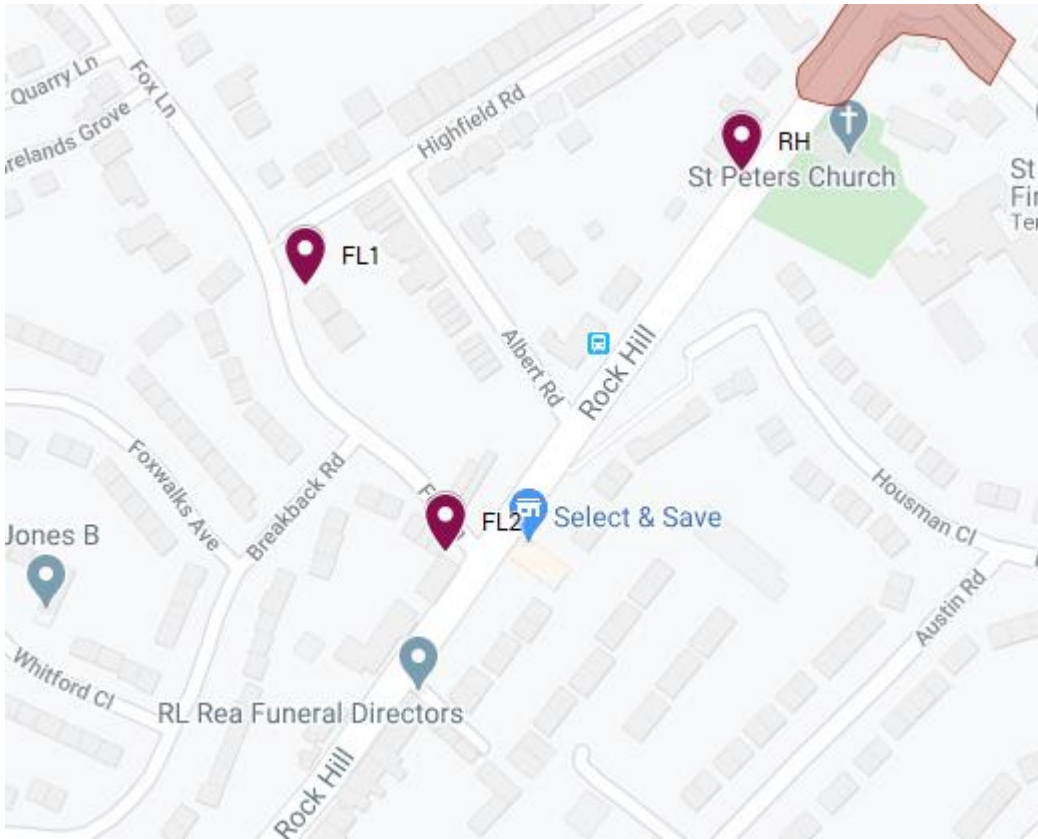 Quarry Ln
Fox Ln
relands Grove
Highfield Rd
RH
St Peters Church
St
Fir
Te
FL1
Albert Rd
Rock Hill
Foxwalks Ave
Breakback Rd
FL2
Select & Save
Housman Cl
Jones B
Austin Rd
Whitford Cl
RL Rea Funeral Directors
Rock Hill